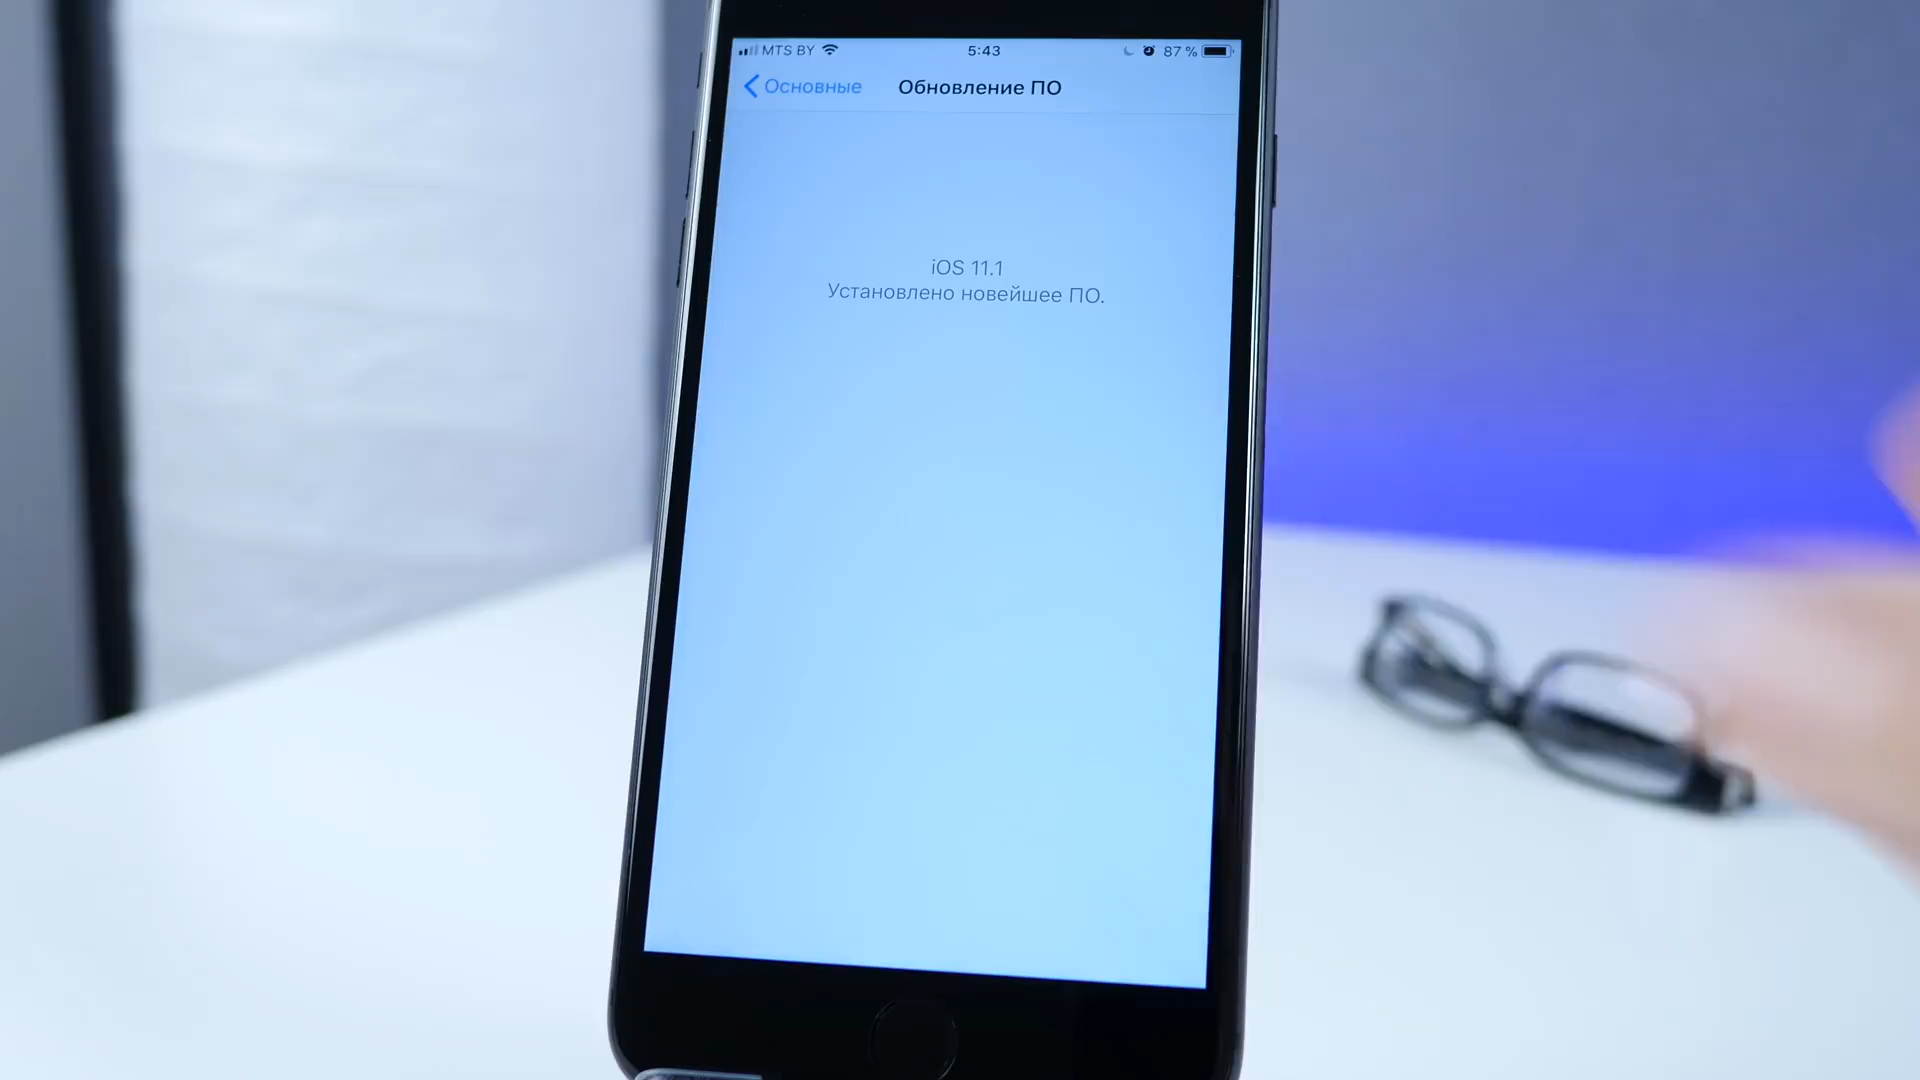 MTS BY 5:43 87 %
Основные Обновление ПО
iOS 11.1
Установлено новейшее ПО.